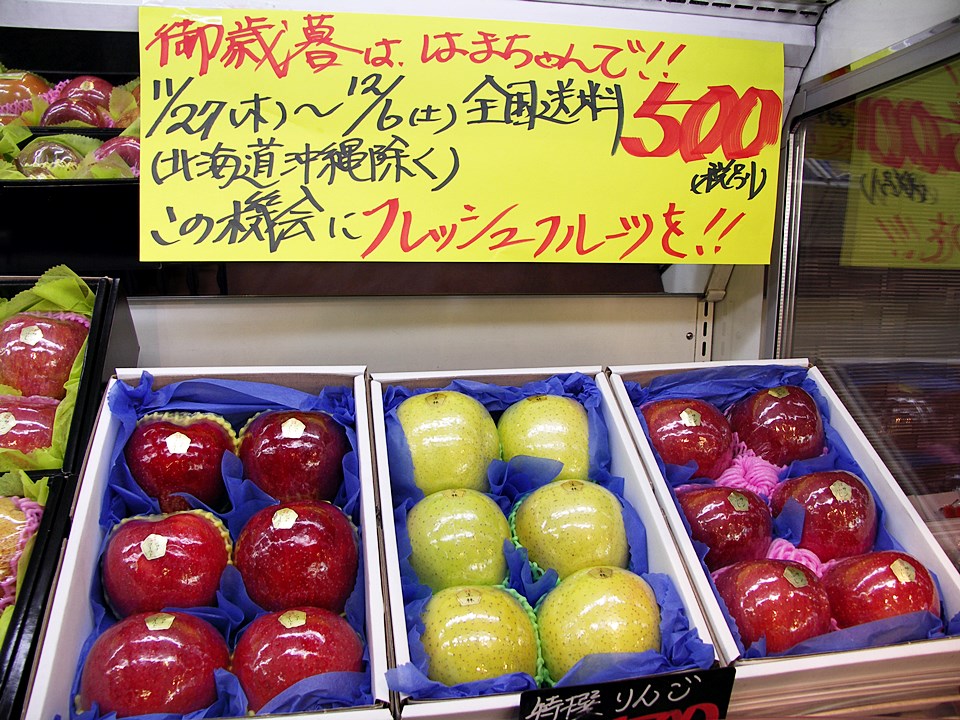 御歳暮は、はまちゃんで!!
11/27(木)～12/6(土)全国送料500
(北海道沖縄除く)
(税別)
この機会にフレッシュフルーツを!!
特撰 りんご